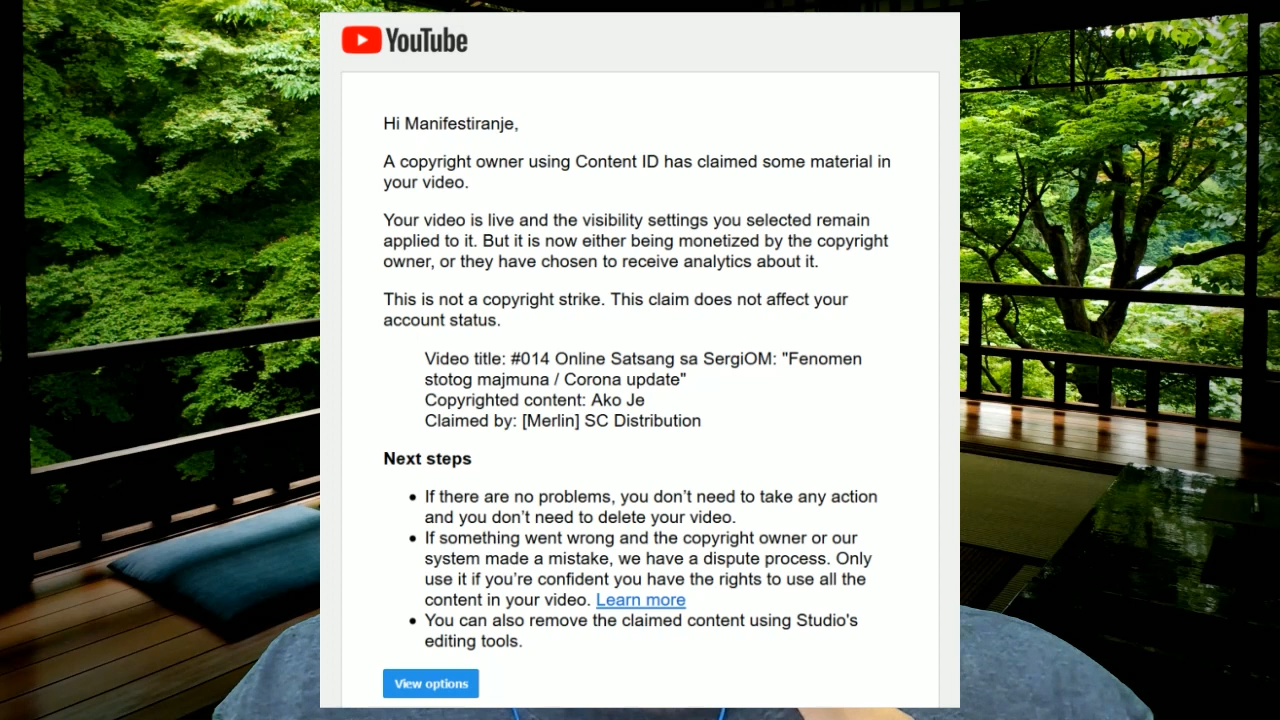 YouTube
Hi Manifestiranje,
A copyright owner using Content ID has claimed some material in
your video.
Your video is live and the visibility settings you selected remain
applied to it. But it is now either being monetized by the copyright
owner, or they have chosen to receive analytics about it.
This is not a copyright strike. This claim does not affect your
account status.
Video title: #014 Online Satsang sa SergiOM: "Fenomen
stotog majmuna / Corona update"
Copyrighted content: Ako Je
Claimed by: [Merlin] SC Distribution
Next steps
• If there are no problems, you don’t need to take any action
and you don’t need to delete your video.
• If something went wrong and the copyright owner or our
system made a mistake, we have a dispute process. Only
use it if you’re confident you have the rights to use all the
content in your video. Learn more
• You can also remove the claimed content using Studio's
editing tools.
View options